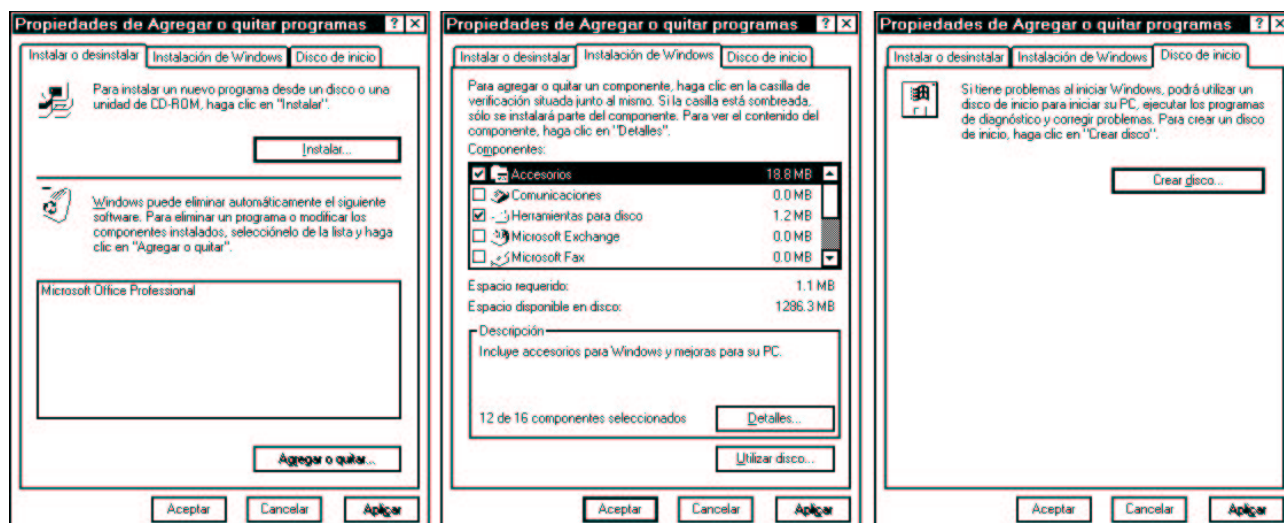 Propiedades de Agregar o quitar programas
Instalar o desinstalar
Instalación de Windows
Disco de inicio
Para instalar un nuevo programa desde un disco o una
unidad de CD-ROM, haga clic en "Instalar".
Instalar...
Windows puede eliminar automáticamente el siguiente
software. Para eliminar un programa o modificar los
componentes instalados, selecciónelo de la lista y haga
clic en "Agregar o quitar".
Microsoft Office Professional
Agregar o quitar...
Aceptar
Cancelar
Aplicar
Propiedades de Agregar o quitar programas
Instalar o desinstalar
Instalación de Windows
Disco de inicio
Para agregar o quitar un componente, haga clic en la casilla de
verificación situada junto al mismo. Si la casilla está sombreada,
sólo se instalará parte del componente. Para ver el contenido del
componente, haga clic en "Detalles".
Componentes:
Accesorios 18.8 MB
Comunicaciones 0.0 MB
Herramientas para disco 1.2 MB
Microsoft Exchange 0.0 MB
Microsoft Fax 0.0 MB
Espacio requerido: 1.1 MB
Espacio disponible en disco: 1286.3 MB
Descripción
Incluye accesorios para Windows y mejoras para su PC.
12 de 16 componentes seleccionados
Detalles...
Utilizar disco...
Aceptar
Cancelar
Aplicar
Propiedades de Agregar o quitar programas
Instalar o desinstalar
Instalación de Windows
Disco de inicio
Si tiene problemas al iniciar Windows, podrá utilizar un
disco de inicio para iniciar su PC, ejecutar los programas
de diagnóstico y corregir problemas. Para crear un disco
de inicio, haga clic en "Crear disco".
Crear disco...
Aceptar
Cancelar
Aplicar